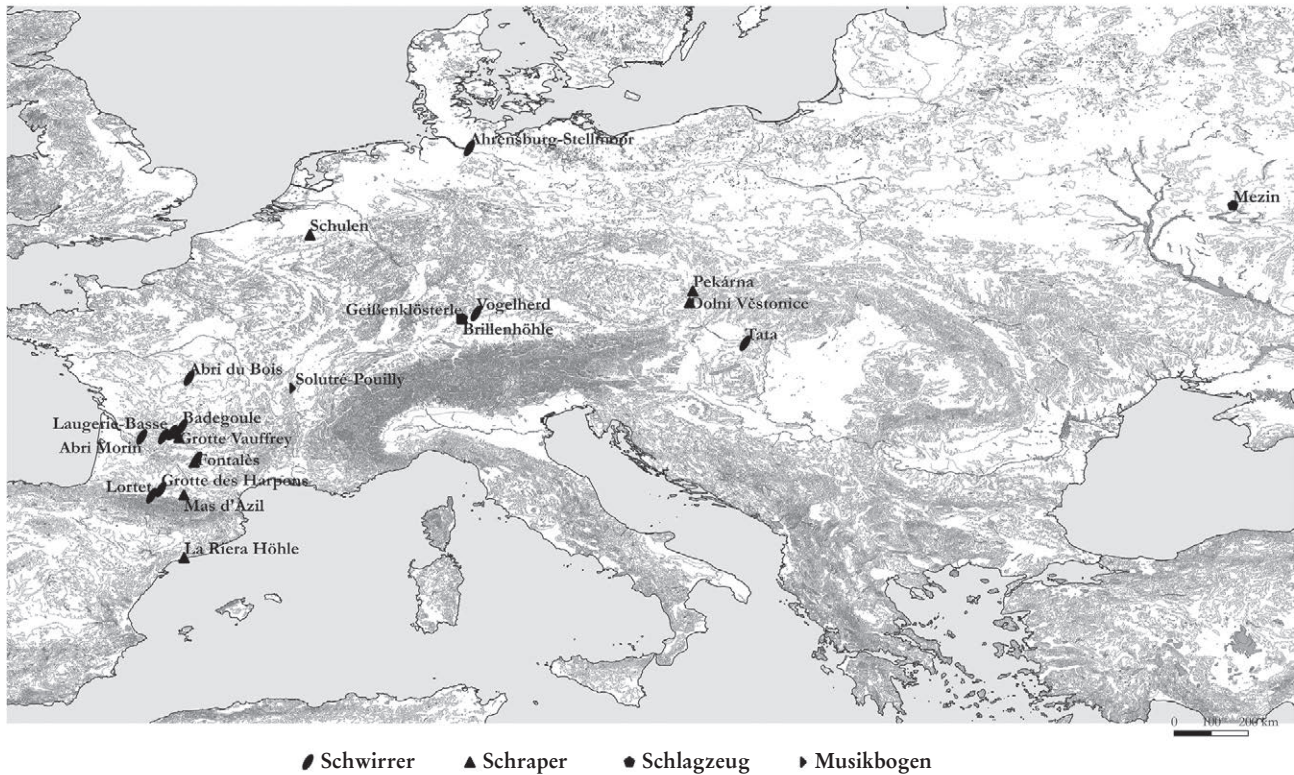 Ahrensburg-Stellmoor
Mezin
Schulen
Pekárna
Dolní Věstonice
Geißenklösterle
Vogelherd
Brillenhöhle
Tata
Abri du Bois
Solutré-Pouilly
Badegoule
Laugerie-Basse
Grotte Vauffrey
Abri Morin
Fontalès
Grotte des Harpons
Lortet
Mas d'Azil
La Riera Höhle
0 100 200 km
Schwirrer Schraper Schlagzeug Musikbogen